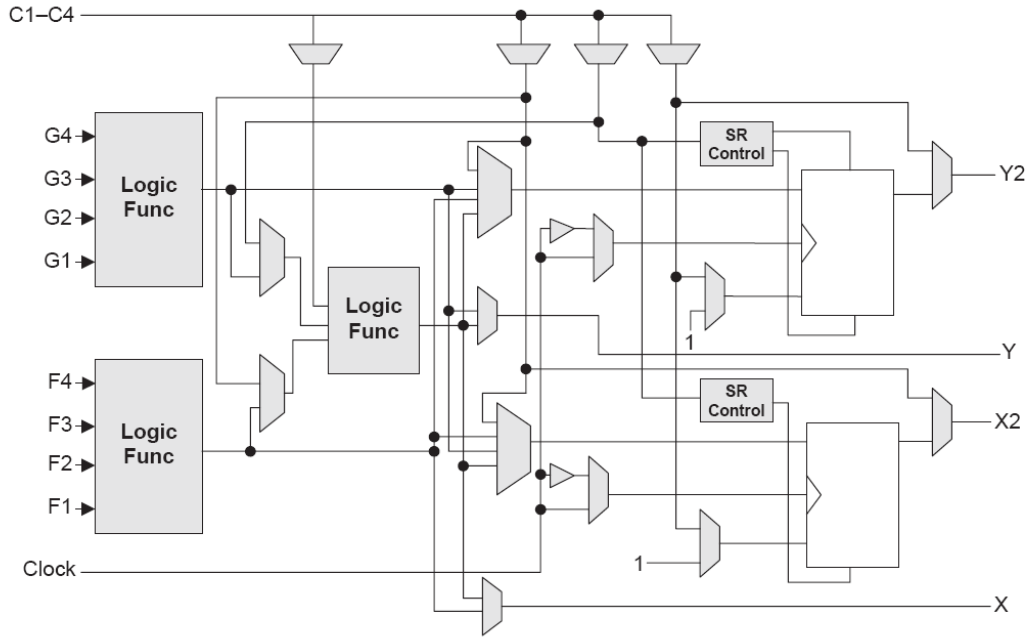 C1–C4
G4
G3
G2
G1
Logic
Func
SR
Control
Y2
Logic
Func
1
Y
F4
F3
F2
F1
Logic
Func
SR
Control
X2
1
Clock
X